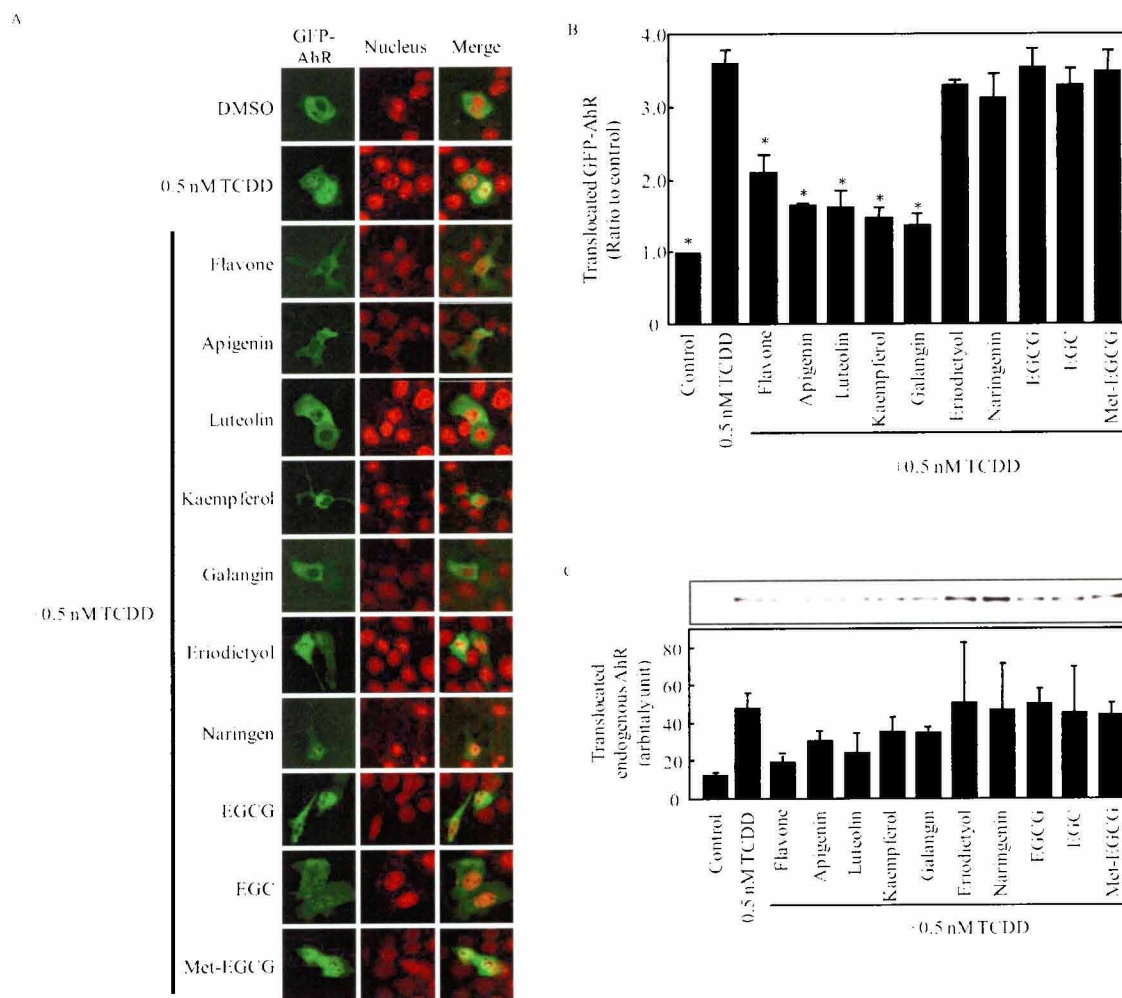 A
GFP-
AhR
Nucleus
Merge
DMSO
0.5 nM TCDD
Flavone
Apigenin
Luteolin
Kaempferol
Galangin
Eriodictyol
Naringen
EGCG
EGC
Met-EGCG
0.5 nM TCDD
B
Translocated GFP-AhR
(Ratio to control)
4.0
3.0
2.0
1.0
0
*
*
*
*
*
*
Control
0.5 nM TCDD
Flavone
Apigenin
Luteolin
Kaempferol
Galangin
Eriodictyol
Naringenin
EGCG
EGC
Met-EGCG
0.5 nM TCDD
C
Translocated
endogenous AhR
(arbitaly unit)
80
60
40
20
0
Control
0.5 nM TCDD
Flavone
Apigenin
Luteolin
Kaempferol
Galangin
Eriodictyol
Naringenin
EGCG
EGC
Met-EGCG
0.5 nM TCDD